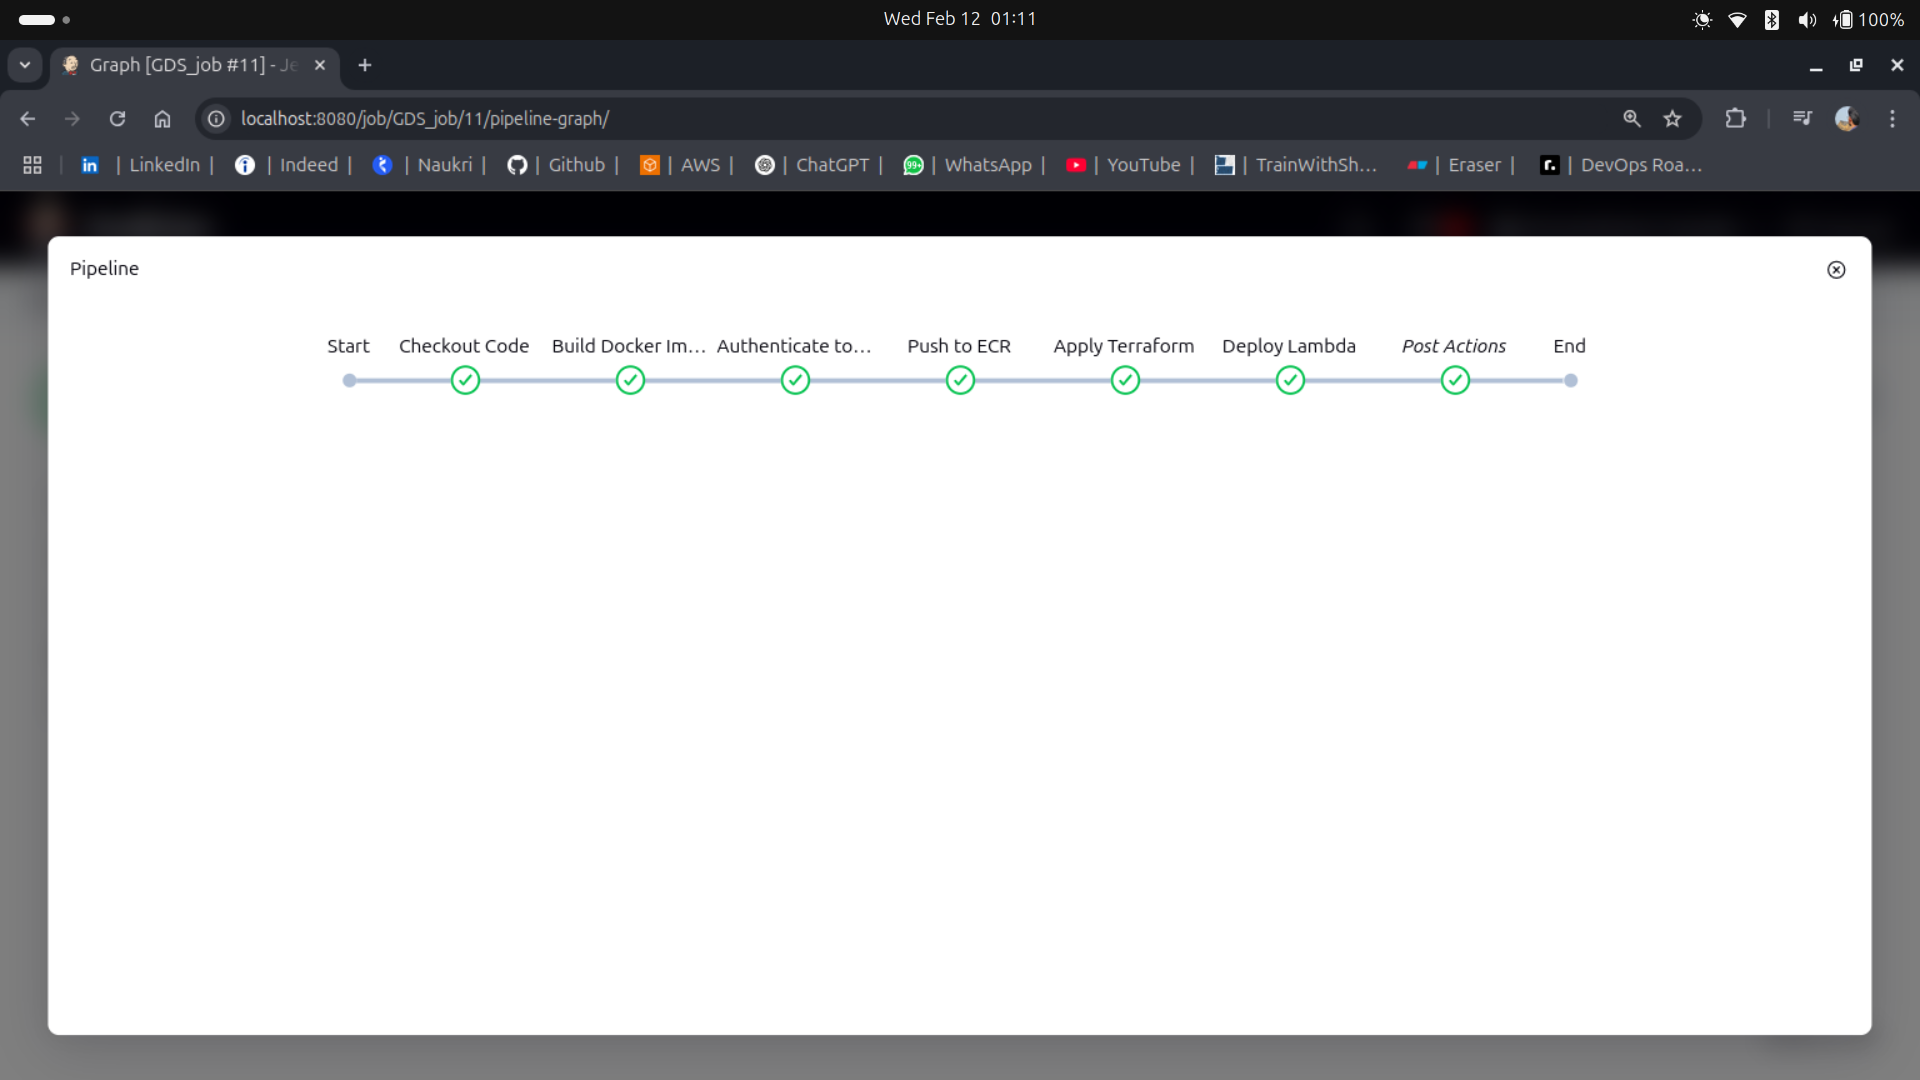 Wed Feb 12 01:11
100%
Graph [GDS_job #11] - Je
localhost:8080/job/GDS_job/11/pipeline-graph/
in | LinkedIn | | Indeed | | Naukri | | Github | | AWS | | ChatGPT | 99+ | WhatsApp | | YouTube | | TrainWithSh... | Eraser | r. | DevOps Roa...
Pipeline
Start Checkout Code Build Docker Im... Authenticate to... Push to ECR Apply Terraform Deploy Lambda Post Actions End